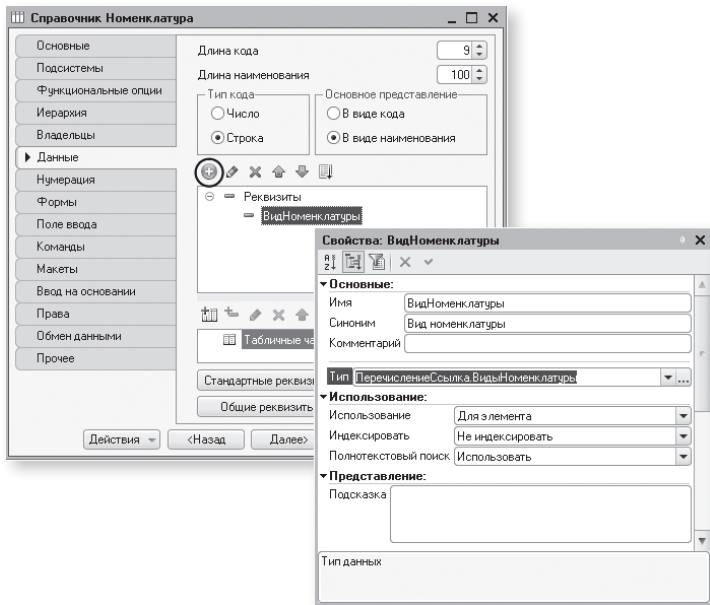 Справочник Номенклатура
Основные
Подсистемы
Функциональные опции
Иерархия
Владельцы
Данные
Нумерация
Формы
Поле ввода
Команды
Макеты
Ввод на основании
Права
Обмен данными
Прочее
Длина кода 9
Длина наименования 100
Тип кода
Число
Строка
Основное представление
В виде кода
В виде наименования
Реквизиты
ВидНоменклатуры
Табличные ча
Стандартные реквизи
Общие реквизить
Действия
<Назад
Далее>
Свойства: ВидНоменклатуры
Основные:
Имя ВидНоменклатуры
Синоним Вид номенклатуры
Комментарий
Тип ПеречислениеСсылка.ВидыНоменклатуры
Использование:
Использование Для элемента
Индексировать Не индексировать
Полнотекстовый поиск Использовать
Представление:
Подсказка
Тип данных